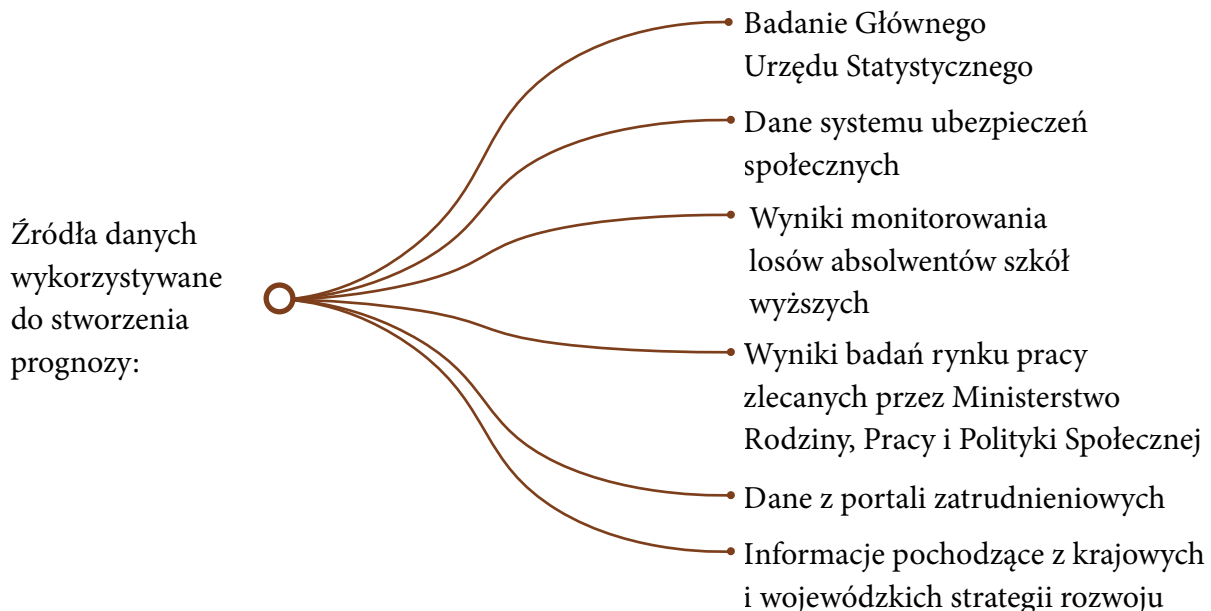 Źródła danych
wykorzystywane
do stworzenia
prognozy:
Badanie Głównego
Urzędu Statystycznego
Dane systemu ubezpieczeń
społecznych
Wyniki monitorowania
losów absolwentów szkół
wyższych
Wyniki badań rynku pracy
zlecanych przez Ministerstwo
Rodziny, Pracy i Polityki Społecznej
Dane z portali zatrudnieniowych
Informacje pochodzące z krajowych
i wojewódzkich strategii rozwoju